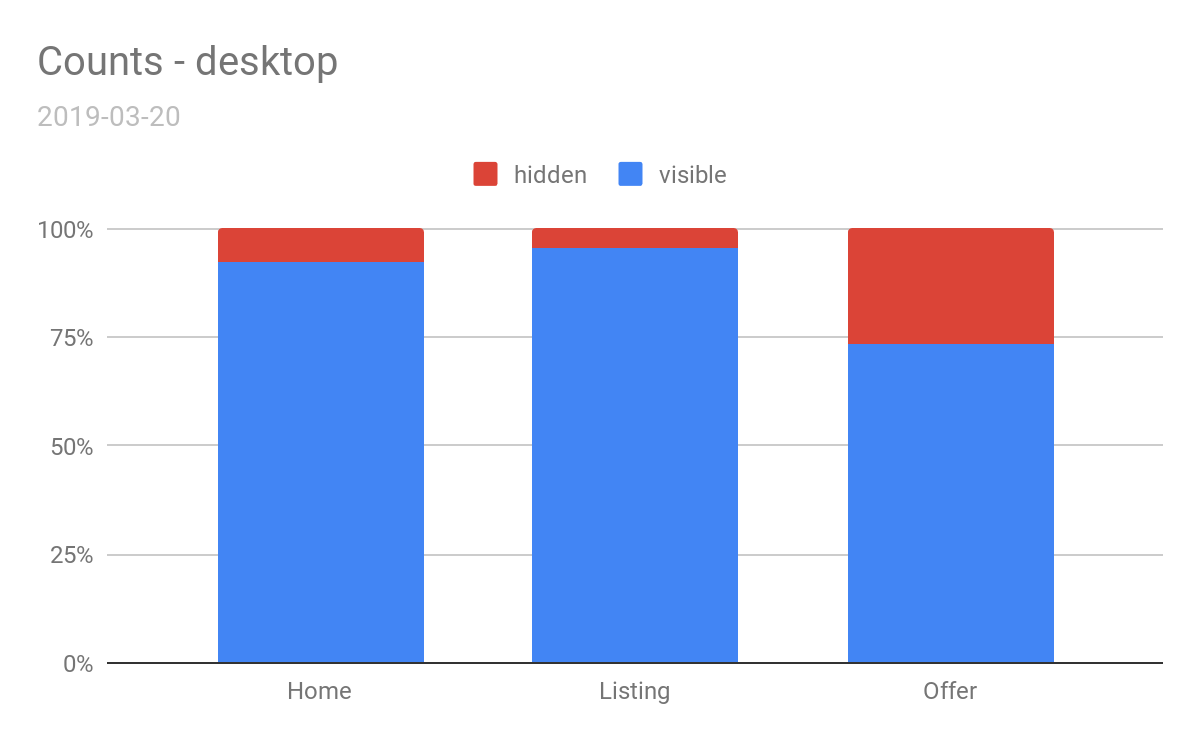 Counts - desktop
2019-03-20
hidden visible
100%
75%
50%
25%
0%
Home Listing Offer